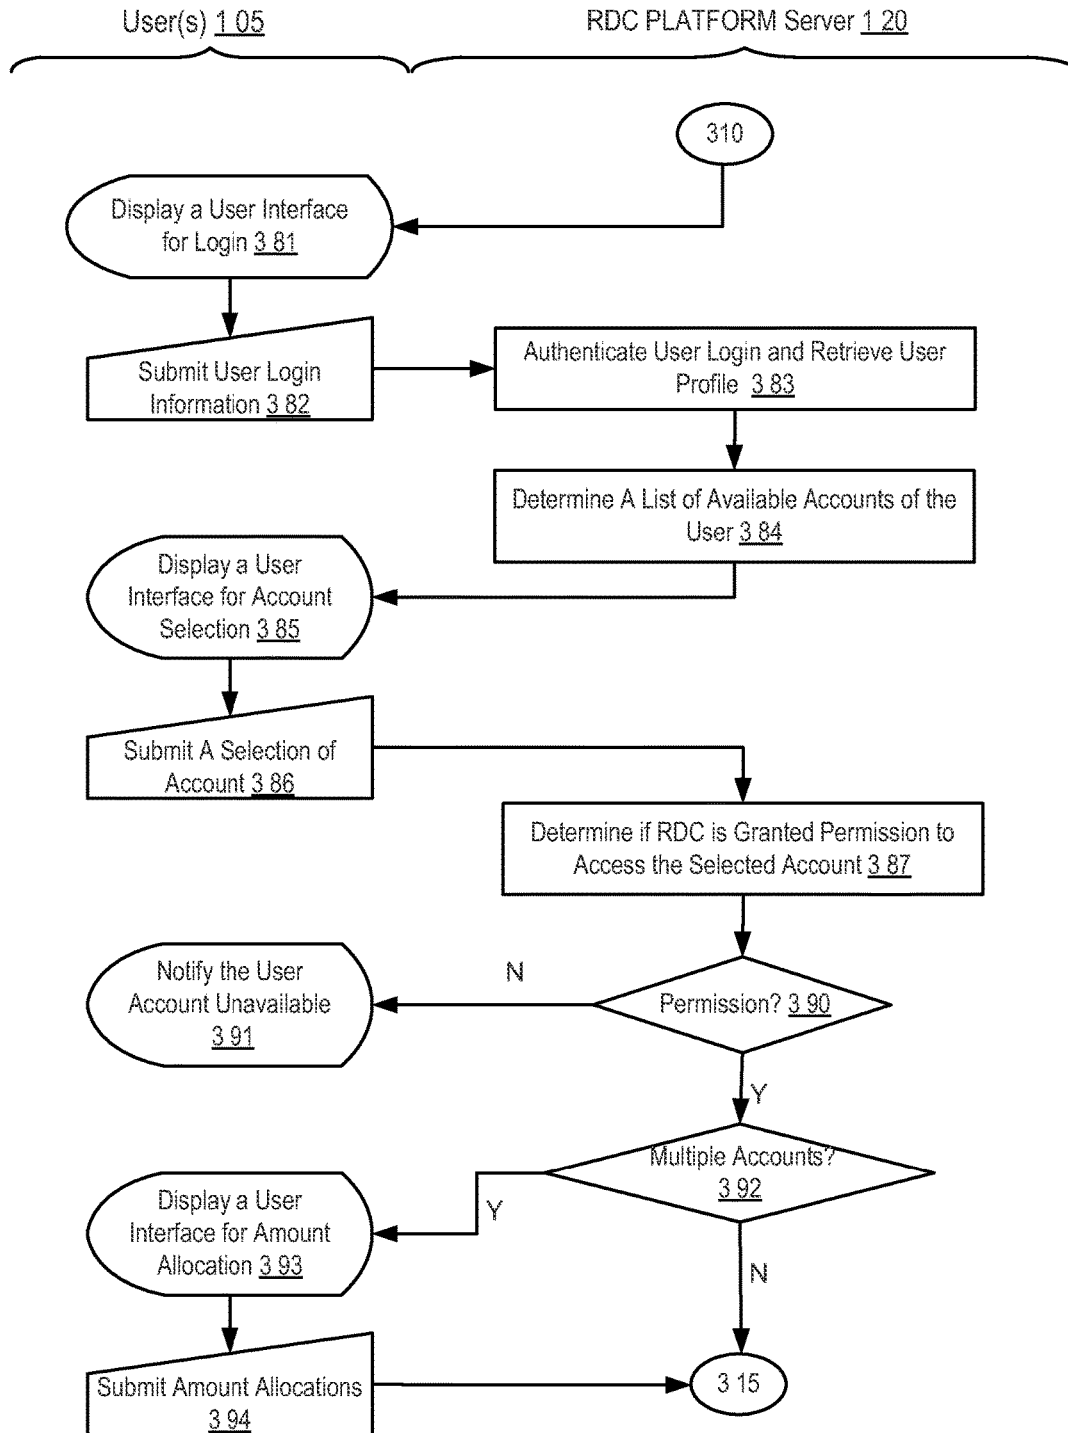 User(s) 1 05
RDC PLATFORM Server 1 20
310
Display a User Interface
for Login 3 81
Submit User Login
Information 3 82
Authenticate User Login and Retrieve User
Profile 3 83
Determine A List of Available Accounts of the
User 3 84
Display a User
Interface for Account
Selection 3 85
Submit A Selection of
Account 3 86
Determine if RDC is Granted Permission to
Access the Selected Account 3 87
Notify the User
Account Unavailable
3 91
N
Permission? 3 90
Y
Multiple Accounts?
3 92
Display a User
Interface for Amount
Allocation 3 93
Y
N
Submit Amount Allocations
3 94
3 15